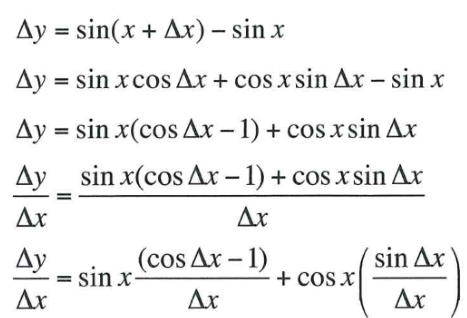 Δy = sin(x + Δx) – sin x
Δy = sin x cos Δx + cos x sin Δx – sin x
Δy = sin x(cos Δx – 1) + cos x sin Δx
Δy/Δx = (sin x(cos Δx – 1) + cos x sin Δx)/Δx
Δy/Δx = sin x (cos Δx – 1)/Δx + cos x(sin Δx/Δx)